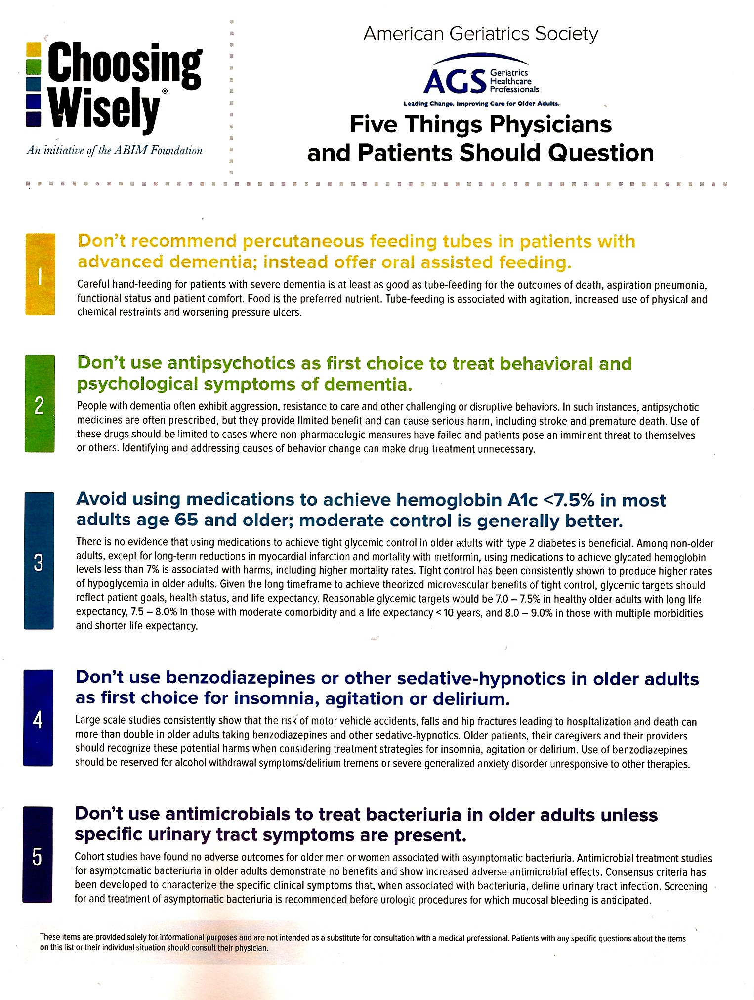 Choosing
Wisely®
An initiative of the ABIM Foundation
American Geriatrics Society
AGS Geriatrics
Healthcare
Professionals
Leading Change. Improving Care for Older Adults.
Five Things Physicians
and Patients Should Question
1
Don't recommend percutaneous feeding tubes in patients with
advanced dementia; instead offer oral assisted feeding.
Careful hand-feeding for patients with severe dementia is at least as good as tube-feeding for the outcomes of death, aspiration pneumonia,
functional status and patient comfort. Food is the preferred nutrient. Tube-feeding is associated with agitation, increased use of physical and
chemical restraints and worsening pressure ulcers.
2
Don't use antipsychotics as first choice to treat behavioral and
psychological symptoms of dementia.
People with dementia often exhibit aggression, resistance to care and other challenging or disruptive behaviors. In such instances, antipsychotic
medicines are often prescribed, but they provide limited benefit and can cause serious harm, including stroke and premature death. Use of
these drugs should be limited to cases where non-pharmacologic measures have failed and patients pose an imminent threat to themselves
or others. Identifying and addressing causes of behavior change can make drug treatment unnecessary.
3
Avoid using medications to achieve hemoglobin A1c <7.5% in most
adults age 65 and older; moderate control is generally better.
There is no evidence that using medications to achieve tight glycemic control in older adults with type 2 diabetes is beneficial. Among non-older
adults, except for long-term reductions in myocardial infarction and mortality with metformin, using medications to achieve glycated hemoglobin
levels less than 7% is associated with harms, including higher mortality rates. Tight control has been consistently shown to produce higher rates
of hypoglycemia in older adults. Given the long timeframe to achieve theorized microvascular benefits of tight control, glycemic targets should
reflect patient goals, health status, and life expectancy. Reasonable glycemic targets would be 7.0 – 7.5% in healthy older adults with long life
expectancy, 7.5 – 8.0% in those with moderate comorbidity and a life expectancy < 10 years, and 8.0 – 9.0% in those with multiple morbidities
and shorter life expectancy.
4
Don't use benzodiazepines or other sedative-hypnotics in older adults
as first choice for insomnia, agitation or delirium.
Large scale studies consistently show that the risk of motor vehicle accidents, falls and hip fractures leading to hospitalization and death can
more than double in older adults taking benzodiazepines and other sedative-hypnotics. Older patients, their caregivers and their providers
should recognize these potential harms when considering treatment strategies for insomnia, agitation or delirium. Use of benzodiazepines
should be reserved for alcohol withdrawal symptoms/delirium tremens or severe generalized anxiety disorder unresponsive to other therapies.
5
Don't use antimicrobials to treat bacteriuria in older adults unless
specific urinary tract symptoms are present.
Cohort studies have found no adverse outcomes for older men or women associated with asymptomatic bacteriuria. Antimicrobial treatment studies
for asymptomatic bacteriuria in older adults demonstrate no benefits and show increased adverse antimicrobial effects. Consensus criteria has
been developed to characterize the specific clinical symptoms that, when associated with bacteriuria, define urinary tract infection. Screening
for and treatment of asymptomatic bacteriuria is recommended before urologic procedures for which mucosal bleeding is anticipated.
These items are provided solely for informational purposes and are not intended as a substitute for consultation with a medical professional. Patients with any specific questions about the items
on this list or their individual situation should consult their physician.